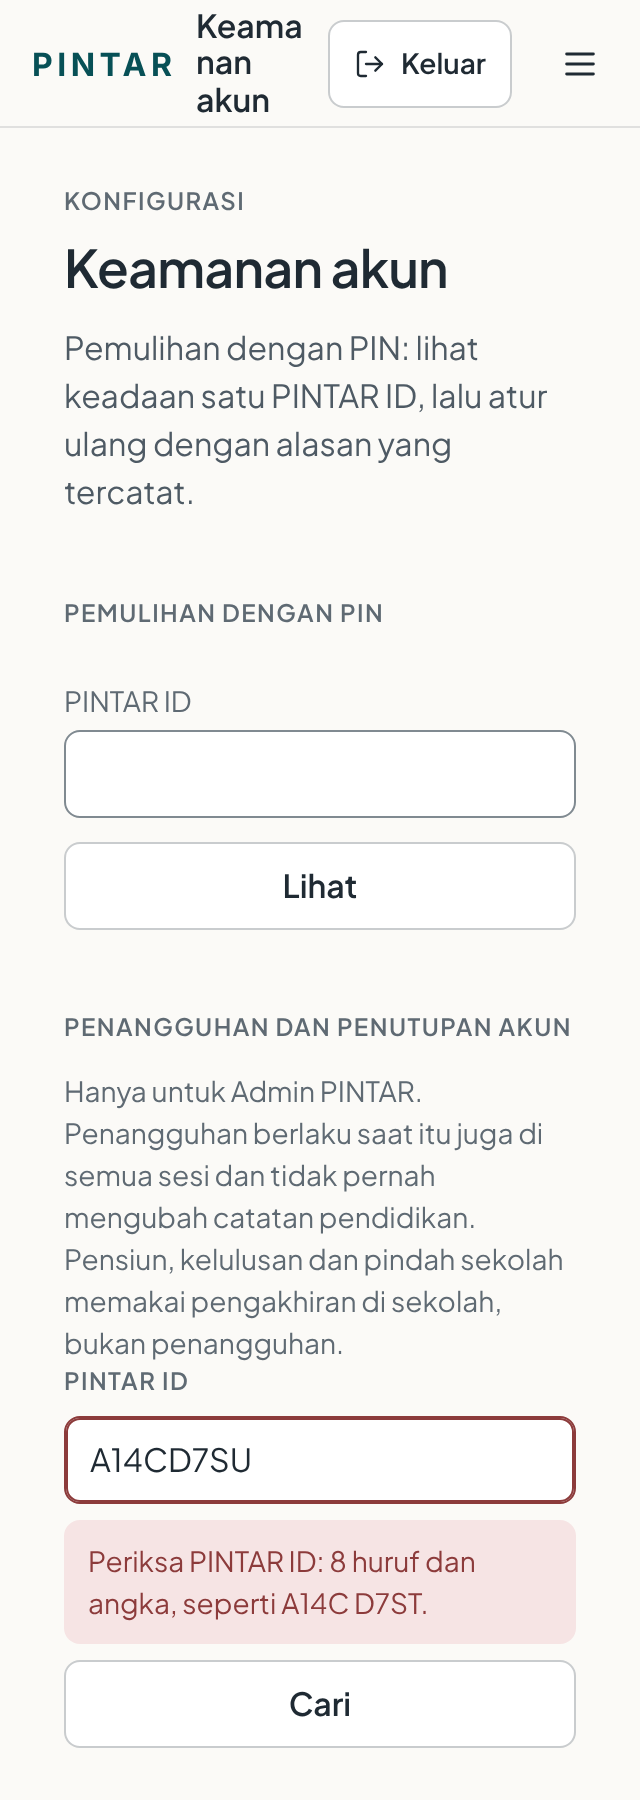 PINTAR
Keama
nan
akun
Keluar
KONFIGURASI
Keamanan akun
Pemulihan dengan PIN: lihat
keadaan satu PINTAR ID, lalu atur
ulang dengan alasan yang
tercatat.
PEMULIHAN DENGAN PIN
PINTAR ID
Lihat
PENANGGUHAN DAN PENUTUPAN AKUN
Hanya untuk Admin PINTAR.
Penangguhan berlaku saat itu juga di
semua sesi dan tidak pernah
mengubah catatan pendidikan.
Pensiun, kelulusan dan pindah sekolah
memakai pengakhiran di sekolah,
bukan penangguhan.
PINTAR ID
A14CD7SU
Periksa PINTAR ID: 8 huruf dan
angka, seperti A14C D7ST.
Cari